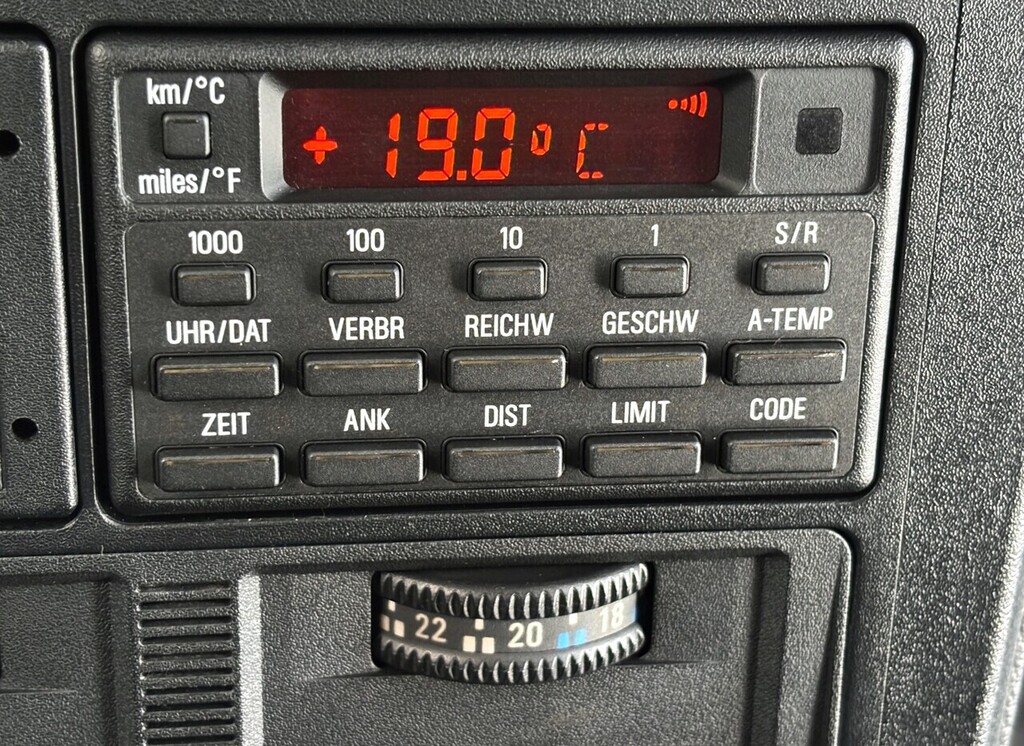 km/°C
+ 19.0 °C
miles/°F
1000 100 10 1 S/R
UHR/DAT VERBR REICHW GESCHW A-TEMP
ZEIT ANK DIST LIMIT CODE
22 20 18